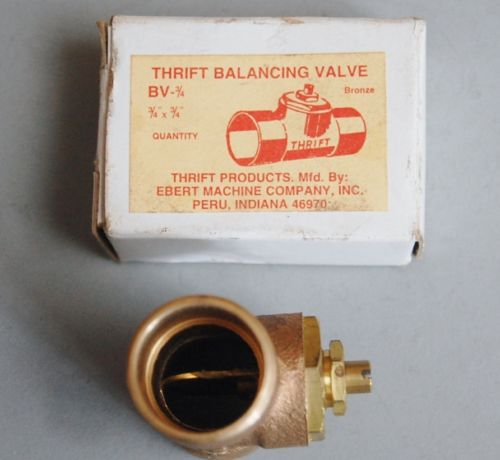 THRIFT BALANCING VALVE
BV-¾
Bronze
¾" x ¾"
THRIFT
QUANTITY
THRIFT PRODUCTS. Mfd. By:
EBERT MACHINE COMPANY, INC.
PERU, INDIANA 46970